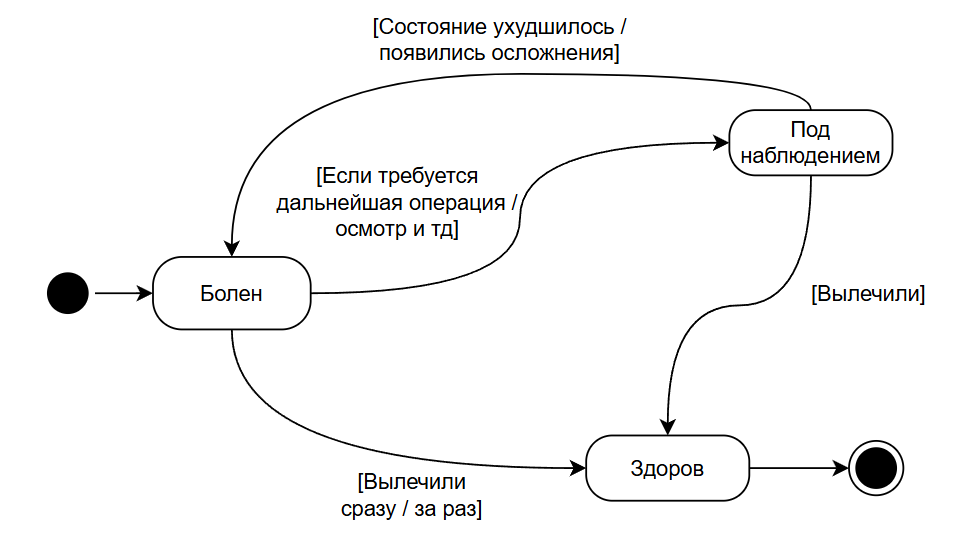 [Состояние ухудшилось /
появились осложнения]
Под
наблюдением
[Если требуется
дальнейшая операция /
осмотр и тд]
Болен
[Вылечили]
Здоров
[Вылечили
сразу / за раз]